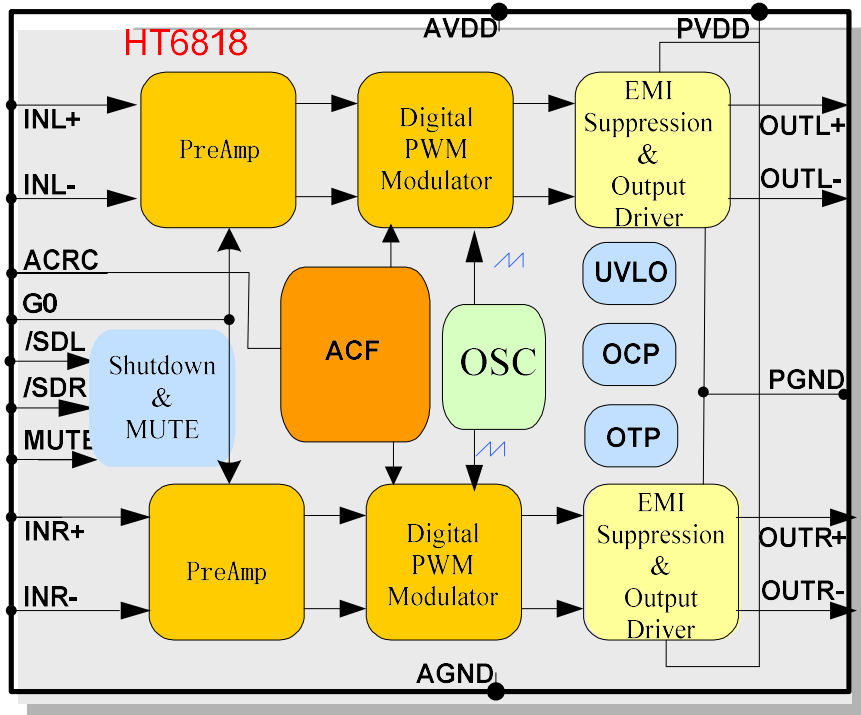 AVDD
PVDD
HT6818
INL+
INL-
PreAmp
Digital
PWM
Modulator
EMI
Suppression
&
Output
Driver
OUTL+
OUTL-
ACRC
G0
/SDL
/SDR
MUTE
Shutdown
&
MUTE
ACF
OSC
UVLO
OCP
OTP
PGND
INR+
INR-
PreAmp
Digital
PWM
Modulator
EMI
Suppression
&
Output
Driver
OUTR+
OUTR-
AGND